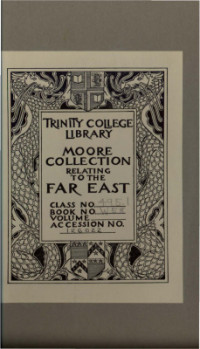 TRINITY COLLEGE
LIBRARY
MOORE
COLLECTION
RELATING
TO THE
FAR EAST
CLASS NO.
BOOK NO.
VOLUME
ACCESSION NO.